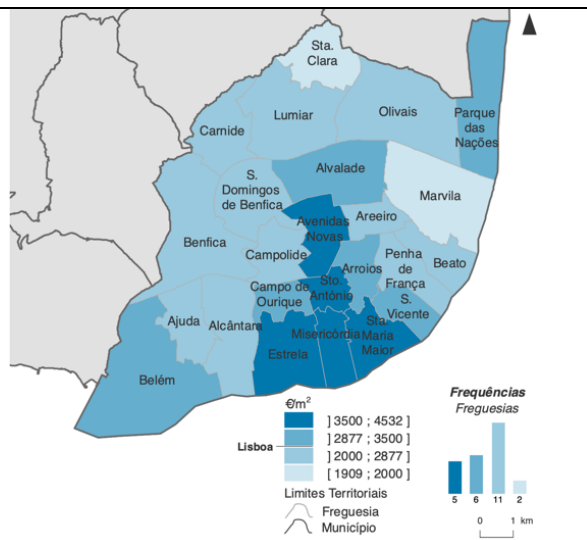 Sta.
Clara
Lumiar
Olivais
Parque
das
Nações
Carnide
Alvalade
S.
Domingos
de Benfica
Marvila
Avenidas
Novas
Areeiro
Benfica
Campolide
Arroios
Penha
de
França
Beato
Sto.
António
Campo de
Ourique
S.
Vicente
Ajuda
Alcântara
Sta.
Maria
Maior
Misericórdia
Estrela
Belém
€/m²
] 3500 ; 4532 ]
] 2877 ; 3500 ]
Lisboa
] 2000 ; 2877 ]
[ 1909 ; 2000 ]
Limites Territoriais
Freguesia
Município
Frequências
Freguesias
5 6 11 2
0 1 km